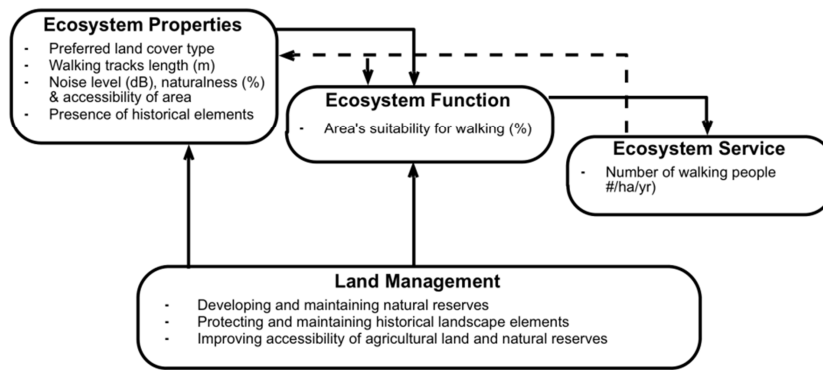 Ecosystem Properties
- Preferred land cover type
- Walking tracks length (m)
- Noise level (dB), naturalness (%)
& accessibility of area
- Presence of historical elements
Ecosystem Function
- Area's suitability for walking (%)
Ecosystem Service
- Number of walking people
#/ha/yr)
Land Management
- Developing and maintaining natural reserves
- Protecting and maintaining historical landscape elements
- Improving accessibility of agricultural land and natural reserves